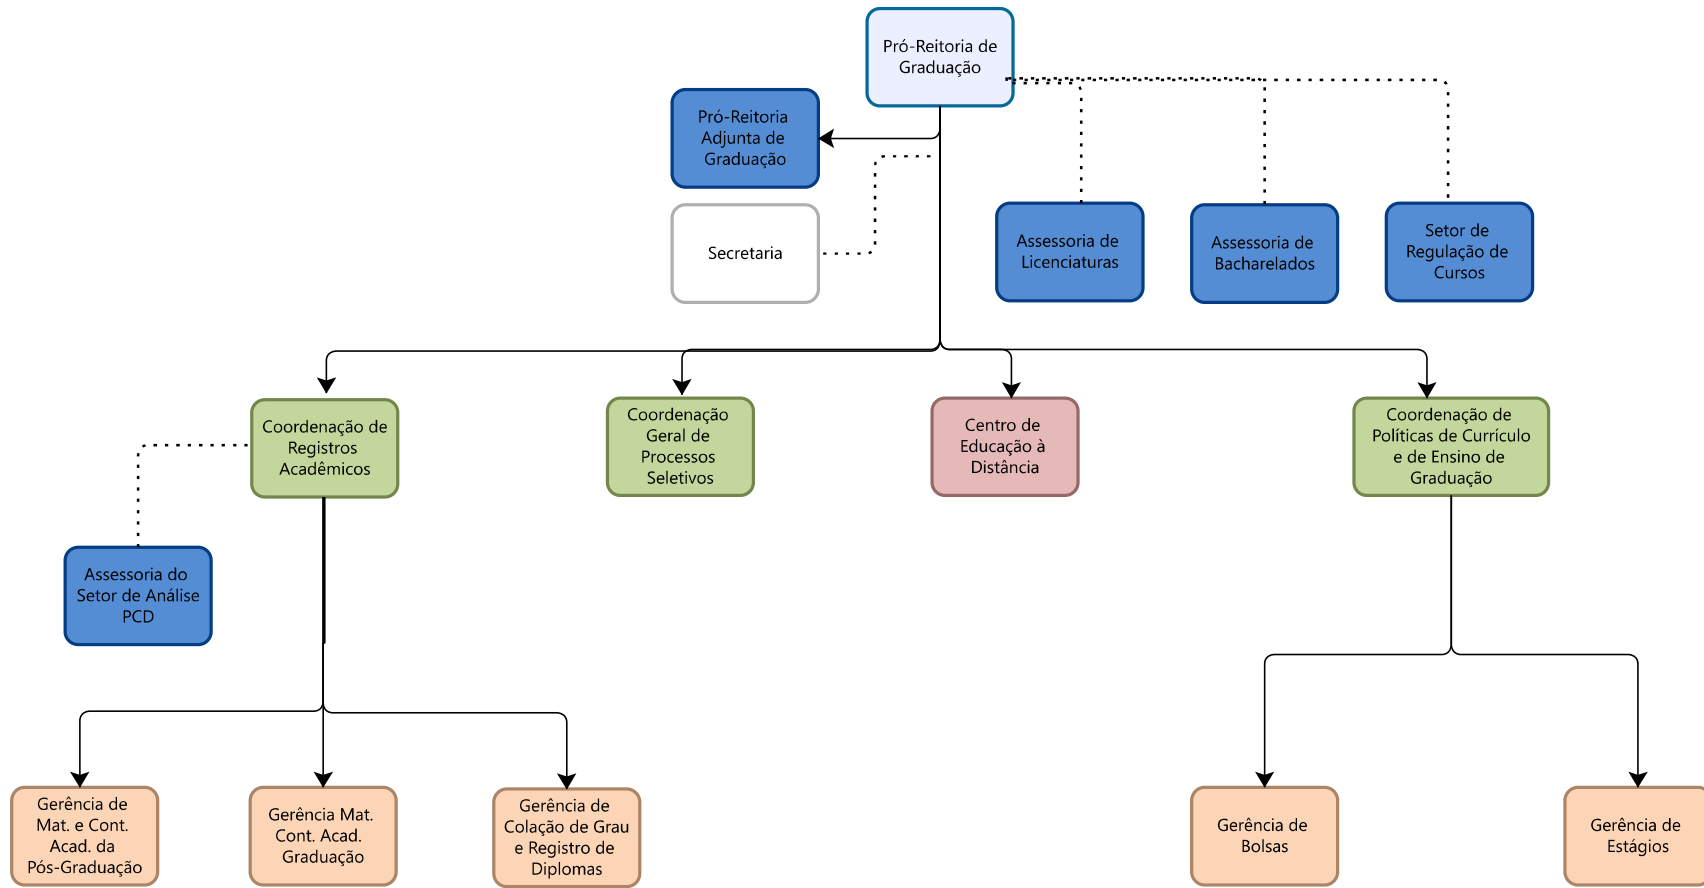 Pró-Reitoria de
Graduação
Pró-Reitoria
Adjunta de
Graduação
Secretaria
Assessoria de
Licenciaturas
Assessoria de
Bacharelados
Setor de
Regulação de
Cursos
Coordenação de
Registros
Acadêmicos
Coordenação
Geral de
Processos
Seletivos
Centro de
Educação à
Distância
Coordenação de
Políticas de Currículo
e de Ensino de
Graduação
Assessoria do
Setor de Análise
PCD
Gerência de
Mat. e Cont.
Acad. da
Pós-Graduação
Gerência Mat.
Cont. Acad.
Graduação
Gerência de
Colação de Grau
e Registro de
Diplomas
Gerência de
Bolsas
Gerência de
Estágios